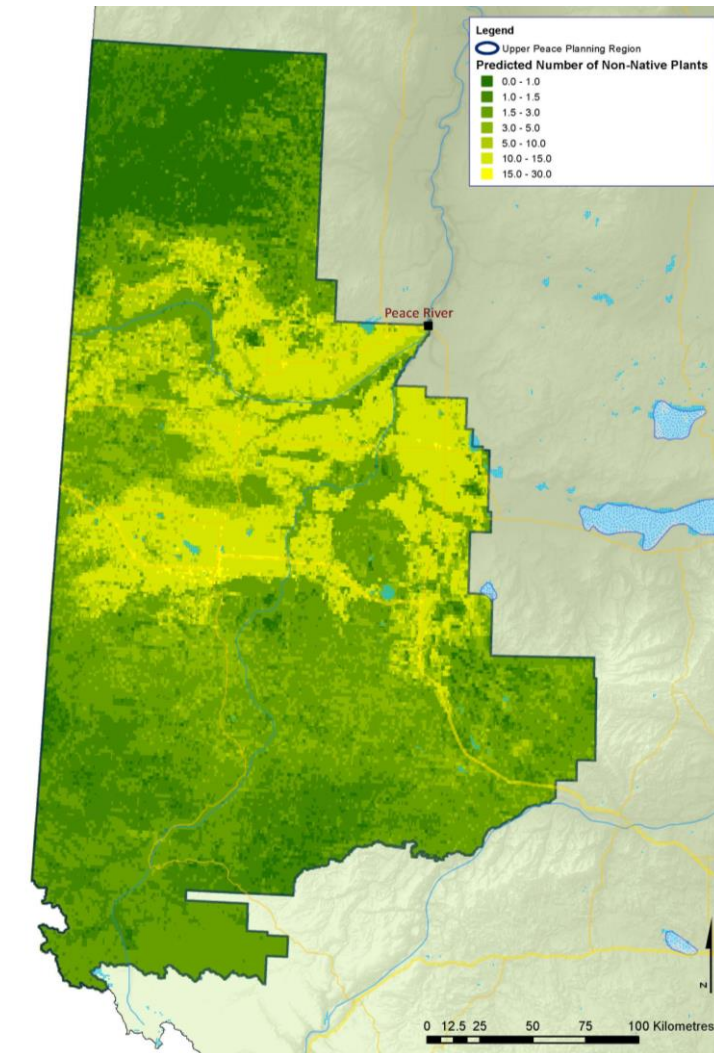 Legend
Upper Peace Planning Region
Predicted Number of Non-Native Plants
0.0 - 1.0
1.0 - 1.5
1.5 - 3.0
3.0 - 5.0
5.0 - 10.0
10.0 - 15.0
15.0 - 30.0
Peace River
N
0 12.5 25 50 75 100 Kilometres